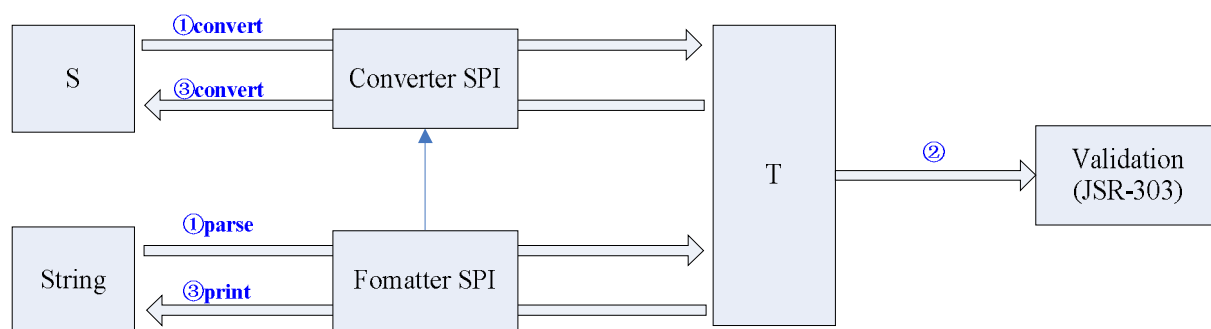 ①convert
S
Converter SPI
③convert
T
②
Validation
(JSR-303)
①parse
String
Fomatter SPI
③print